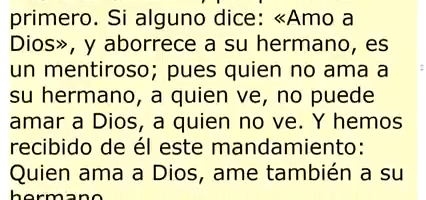 primero. Si alguno dice: «Amo a
Dios», y aborrece a su hermano, es
un mentiroso; pues quien no ama a
su hermano, a quien ve, no puede
amar a Dios, a quien no ve. Y hemos
recibido de él este mandamiento:
Quien ama a Dios, ame también a su
hermano